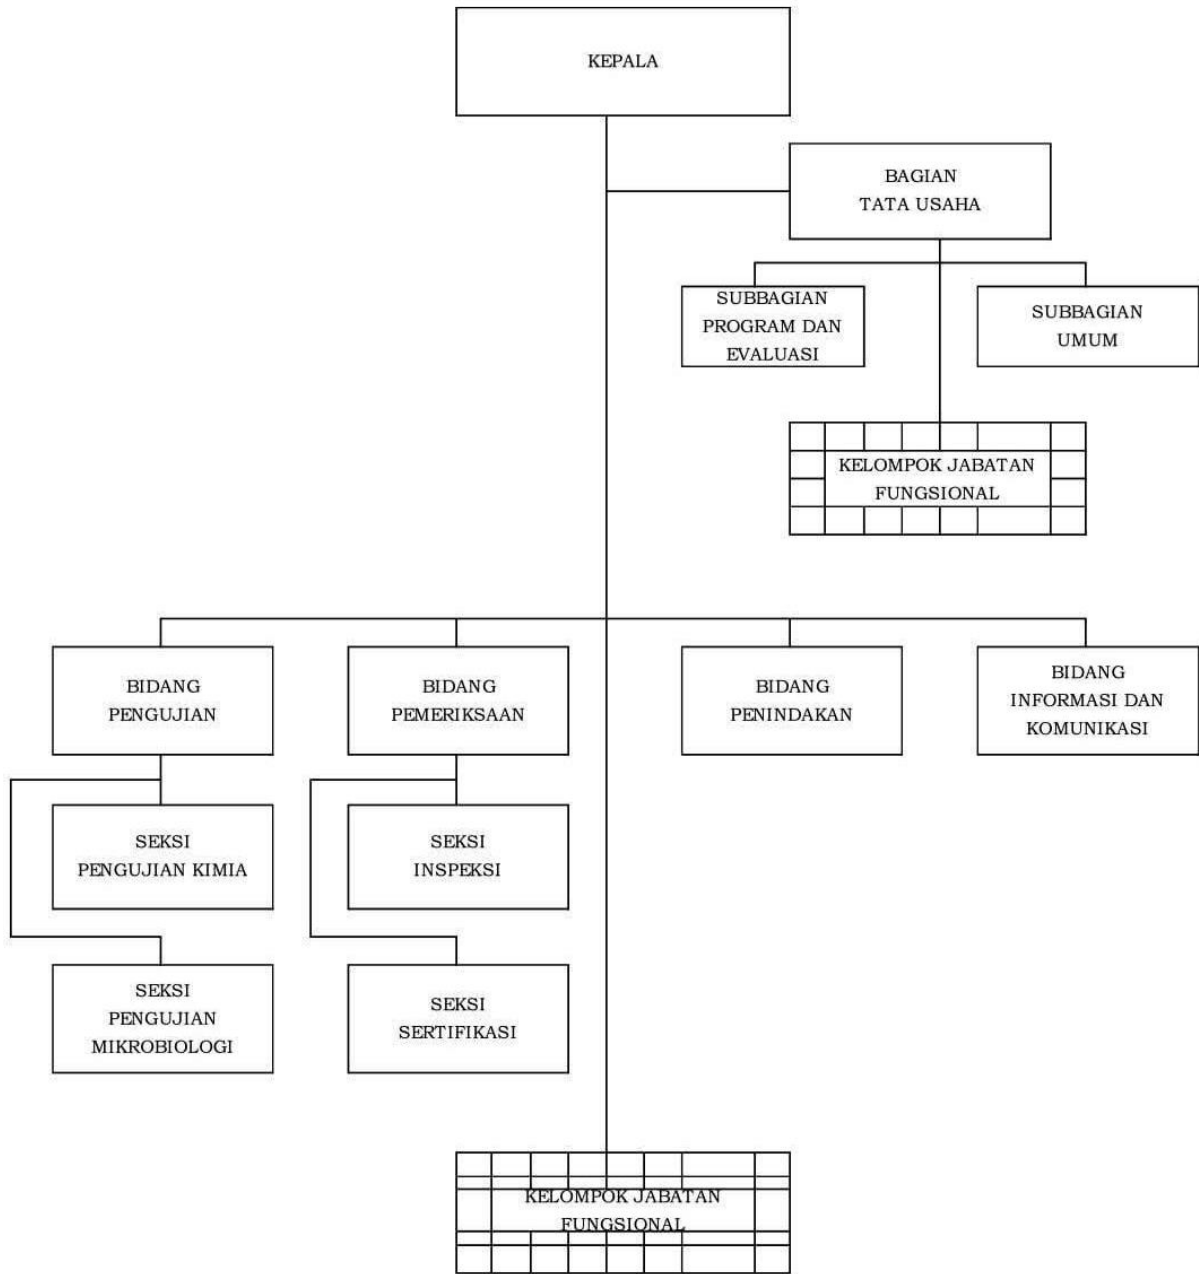 KEPALA
BAGIAN
TATA USAHA
SUBBAGIAN
PROGRAM DAN
EVALUASI
SUBBAGIAN
UMUM
KELOMPOK JABATAN
FUNGSIONAL
BIDANG
PENGUJIAN
BIDANG
PEMERIKSAAN
BIDANG
PENINDAKAN
BIDANG
INFORMASI DAN
KOMUNIKASI
SEKSI
PENGUJIAN KIMIA
SEKSI
INSPEKSI
SEKSI
PENGUJIAN
MIKROBIOLOGI
SEKSI
SERTIFIKASI
KELOMPOK JABATAN
FUNGSIONAL